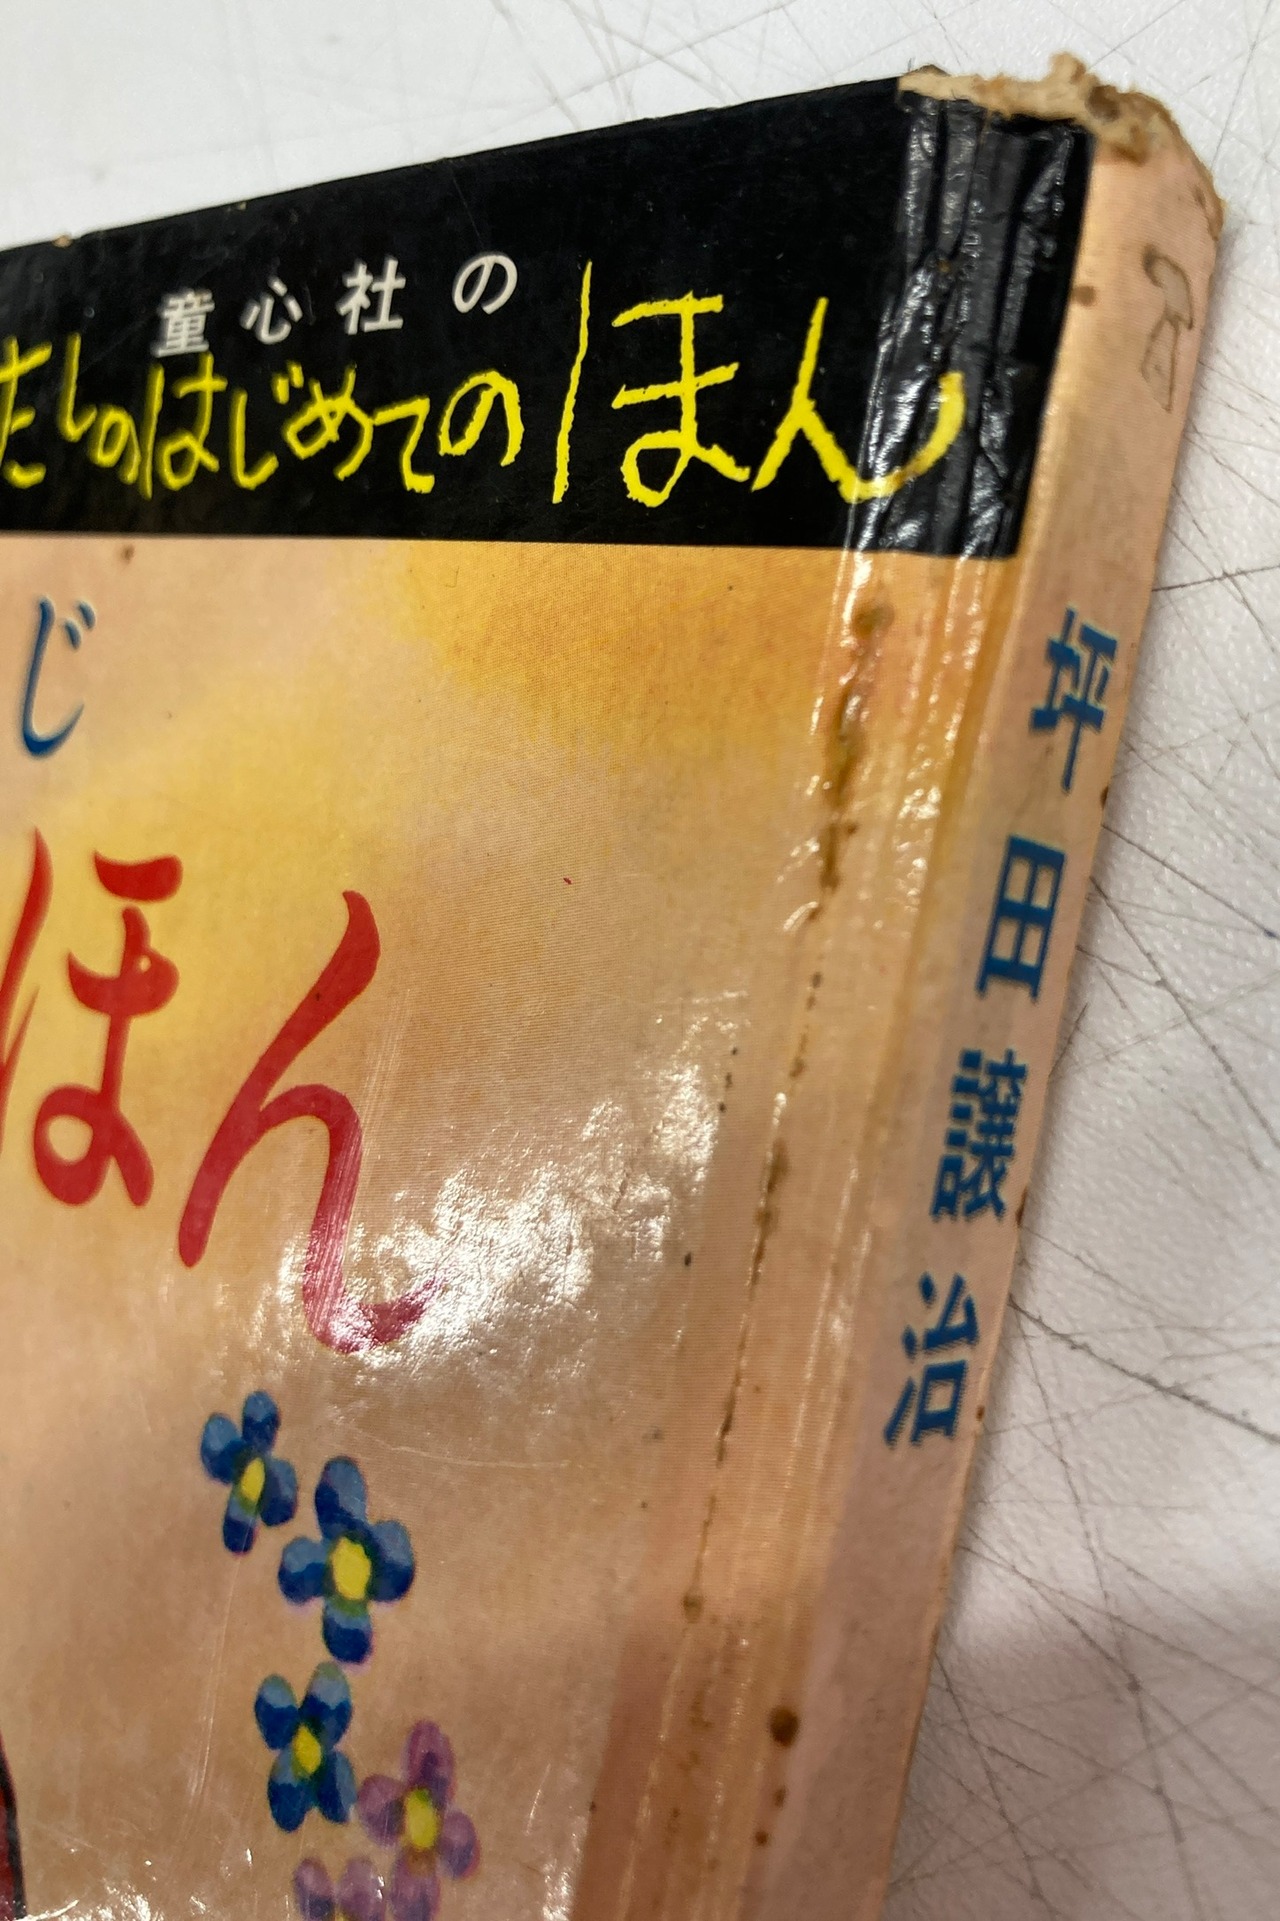 童心社の
たしのはじめてのほん
じ
ほん
坪田譲治